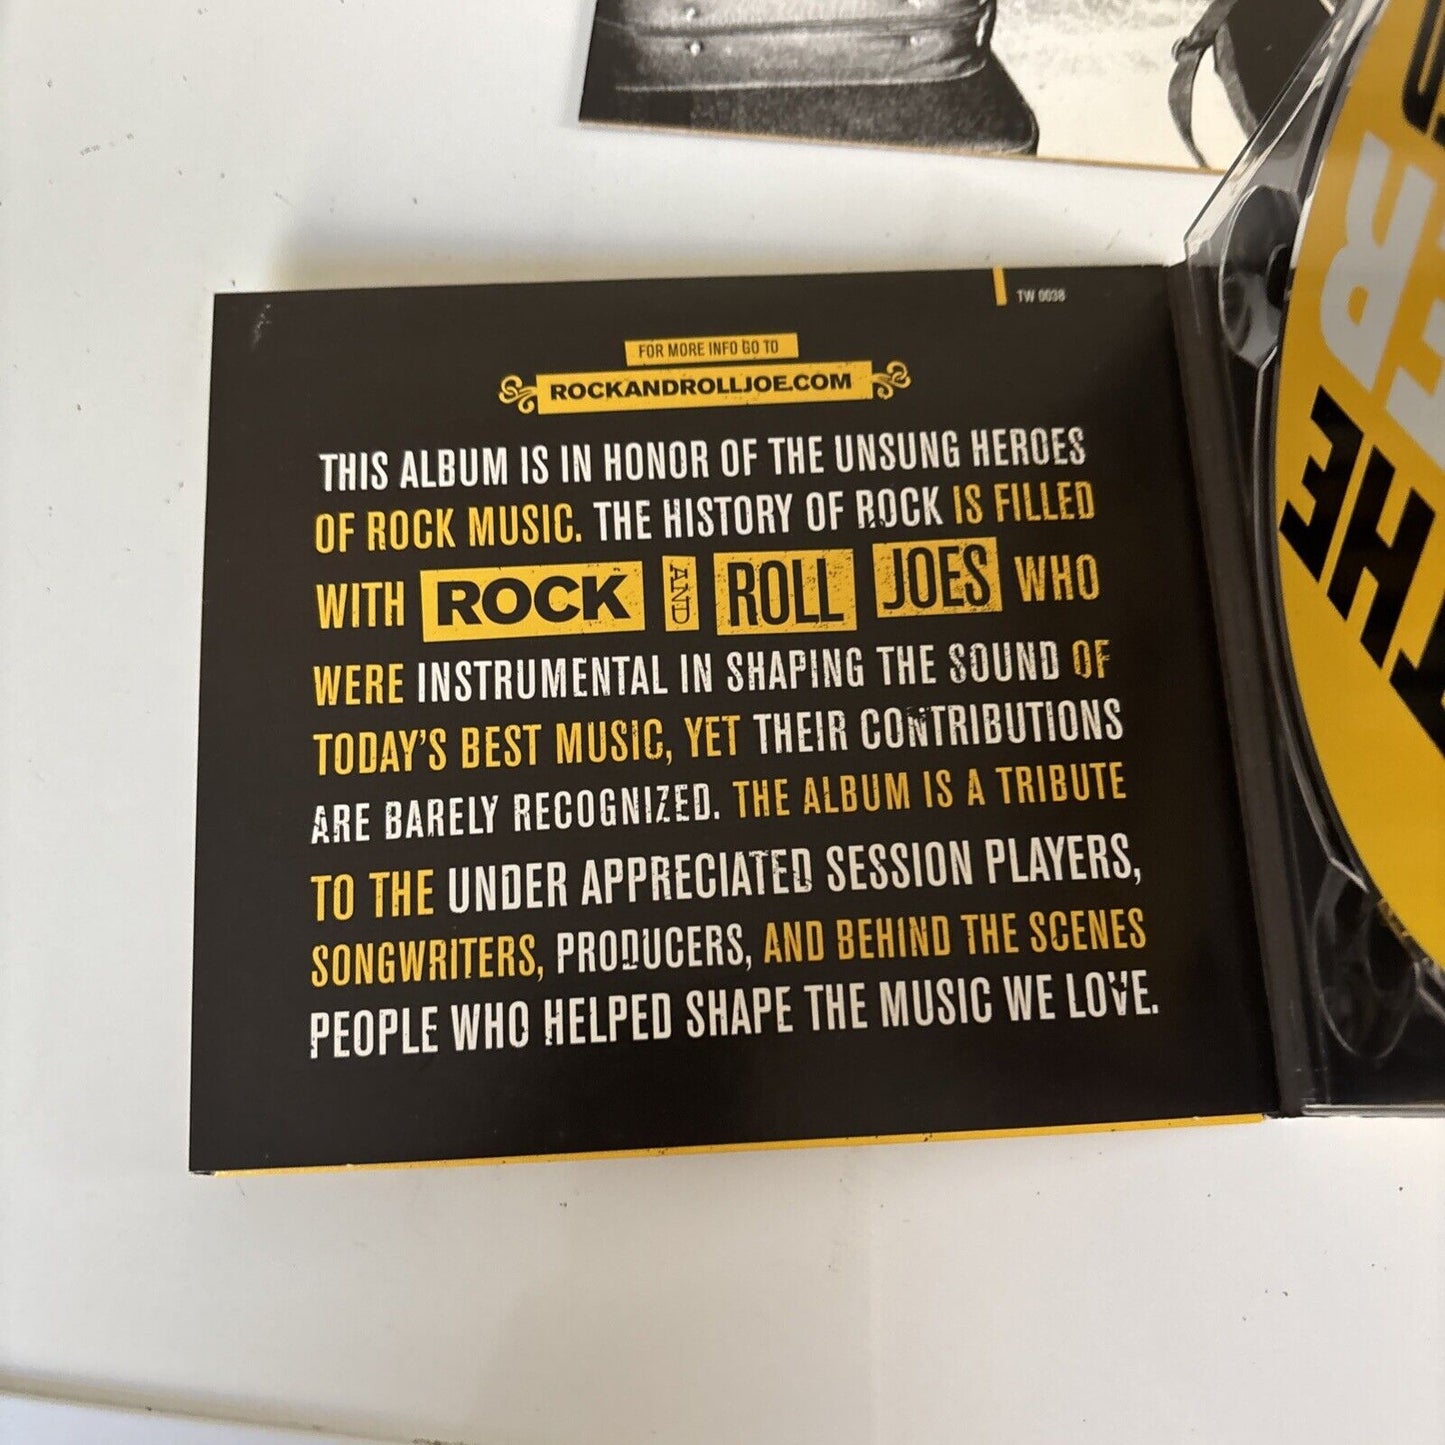 TW 0038
FOR MORE INFO GO TO
ROCKANDROLLJOE.COM
THIS ALBUM IS IN HONOR OF THE UNSUNG HEROES
OF ROCK MUSIC. THE HISTORY OF ROCK IS FILLED
WITH ROCK AND ROLL JOES WHO
WERE INSTRUMENTAL IN SHAPING THE SOUND OF
TODAY'S BEST MUSIC, YET THEIR CONTRIBUTIONS
ARE BARELY RECOGNIZED. THE ALBUM IS A TRIBUTE
TO THE UNDER APPRECIATED SESSION PLAYERS,
SONGWRITERS, PRODUCERS, AND BEHIND THE SCENES
PEOPLE WHO HELPED SHAPE THE MUSIC WE LOVE.